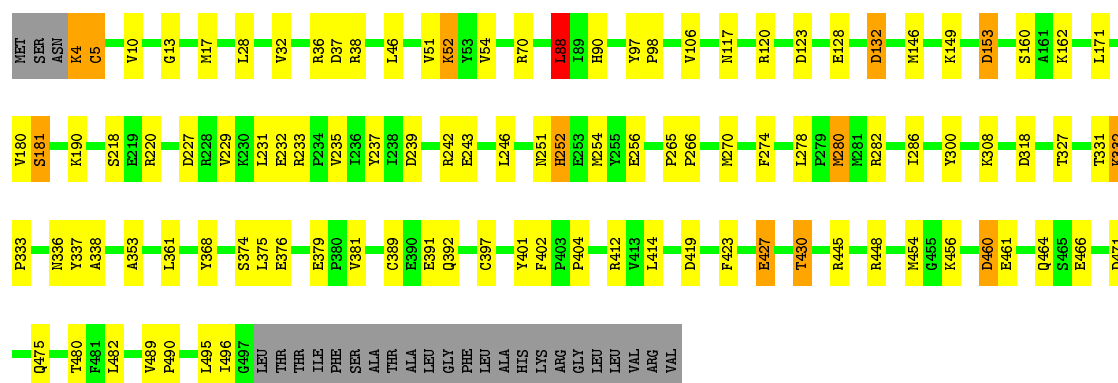 MET SER ASN K4 C5 V10 G13 M17 L28 V32 R36 D37 R38 L46 V51 K52 Y53 V54 R70 L88 I89 H90 Y97 P98 V106 N117 R120 D123 E128 D132 M146 K149 D153 S160 A161 K162 L171
V180 S181 K190 S218 E219 R220 D227 R228 V229 K230 L231 E232 R233 P234 V235 I236 Y237 I238 D239 R242 E243 L246 N251 H252 E253 M254 Y255 E256 P265 P266 M270 F274 L278 P279 M280 M281 R282 I286 Y300 K308 D318 T327 T331 K332
P333 N336 Y337 A338 A353 L361 Y368 S374 L375 E376 E379 P380 V381 C389 E390 E391 Q392 C397 Y401 F402 P403 P404 R412 V413 L414 D419 F423 E427 T430 R445 R448 M454 G455 K456 D460 E461 Q464 S465 E466 D471
Q475 T480 F481 L482 V489 P490 L495 I496 G497 LEU THR THR ILE PHE SER ALA THR ALA LEU GLY PHE LEU ALA HIS LYS ARG GLY LEU LEU VAL ARG VAL